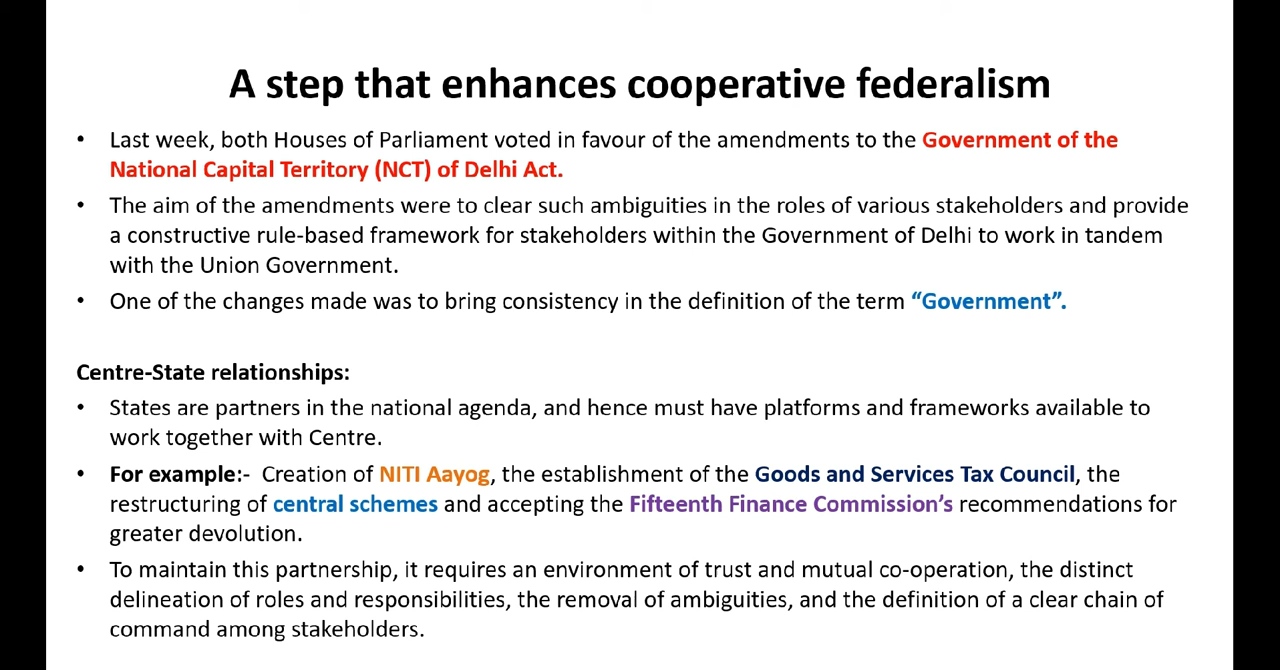 A step that enhances cooperative federalism
• Last week, both Houses of Parliament voted in favour of the amendments to the Government of the
National Capital Territory (NCT) of Delhi Act.
• The aim of the amendments were to clear such ambiguities in the roles of various stakeholders and provide
a constructive rule-based framework for stakeholders within the Government of Delhi to work in tandem
with the Union Government.
• One of the changes made was to bring consistency in the definition of the term “Government”.
Centre-State relationships:
• States are partners in the national agenda, and hence must have platforms and frameworks available to
work together with Centre.
• For example:- Creation of NITI Aayog, the establishment of the Goods and Services Tax Council, the
restructuring of central schemes and accepting the Fifteenth Finance Commission’s recommendations for
greater devolution.
• To maintain this partnership, it requires an environment of trust and mutual co-operation, the distinct
delineation of roles and responsibilities, the removal of ambiguities, and the definition of a clear chain of
command among stakeholders.